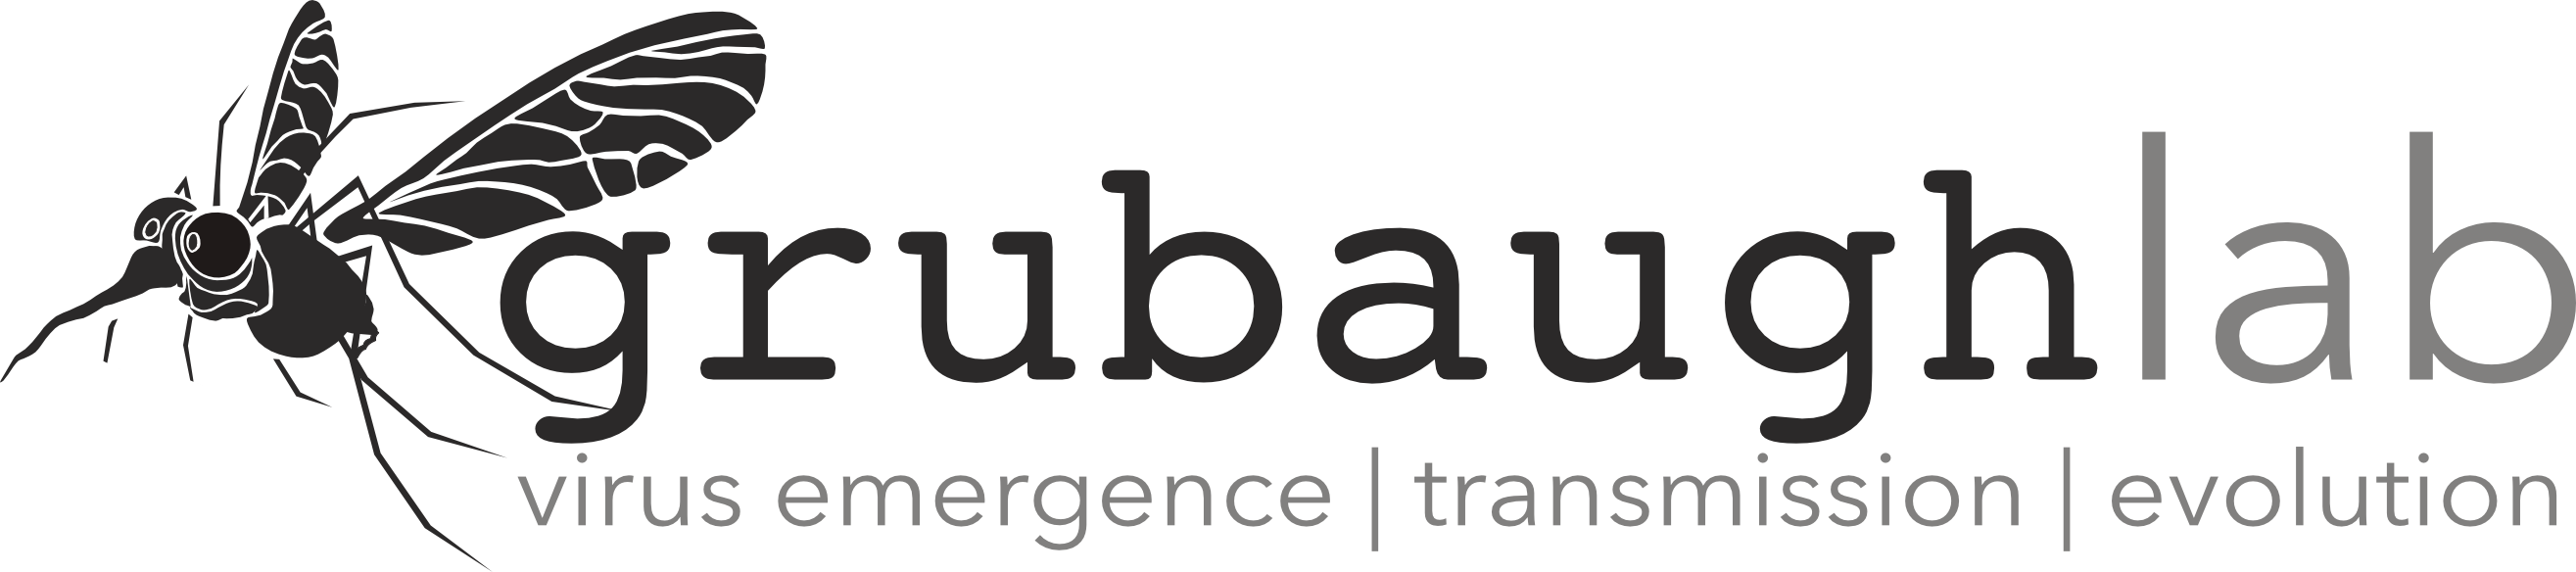 grubaughlab
virus emergence | transmission | evolution